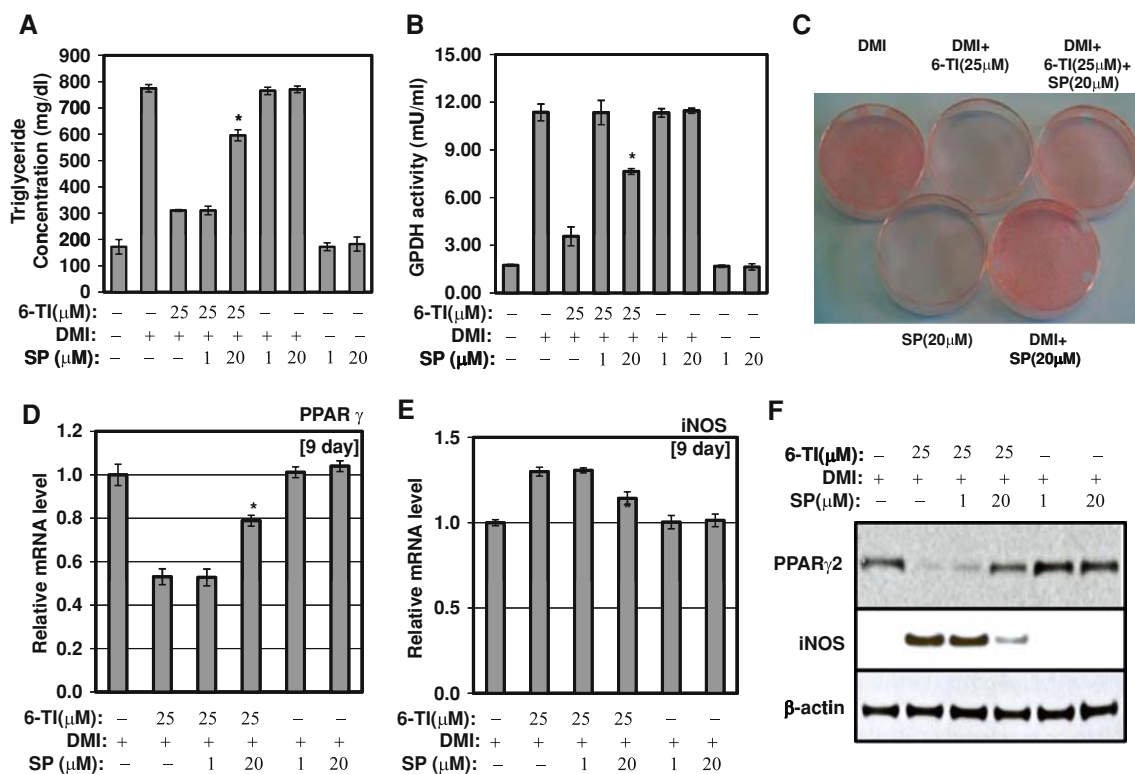 A
Triglyceride
Concentration (mg/dl)
900
800
700
600
500
400
300
200
100
0
*
6-TI(μM): – – 25 25 25 – – – –
DMI: – + + + + + + – –
SP (μM): – – – 1 20 1 20 1 20
B
GPDH activity (mU/ml)
15.00
12.00
9.00
6.00
3.00
0.00
*
6-TI(μM): – – 25 25 25 – – – –
DMI: – + + + + + + – –
SP (μM): – – – 1 20 1 20 1 20
C
DMI
DMI+
6-TI(25μM)
DMI+
6-TI(25μM)+
SP(20μM)
SP(20μM)
DMI+
SP(20μM)
D
PPAR γ
[9 day]
Relative mRNA level
1.2
1.0
0.8
0.6
0.4
0.2
0.0
*
6-TI(μM): – 25 25 25 – –
DMI: + + + + + +
SP (μM): – – 1 20 1 20
E
iNOS
[9 day]
Relative mRNA level
1.5
1.0
0.5
0.0
*
6-TI(μM): – 25 25 25 – –
DMI: + + + + + +
SP (μM): – – 1 20 1 20
F
6-TI(μM): – 25 25 25 – –
DMI: + + + + + +
SP(μM): – – 1 20 1 20
PPARγ2
iNOS
β-actin